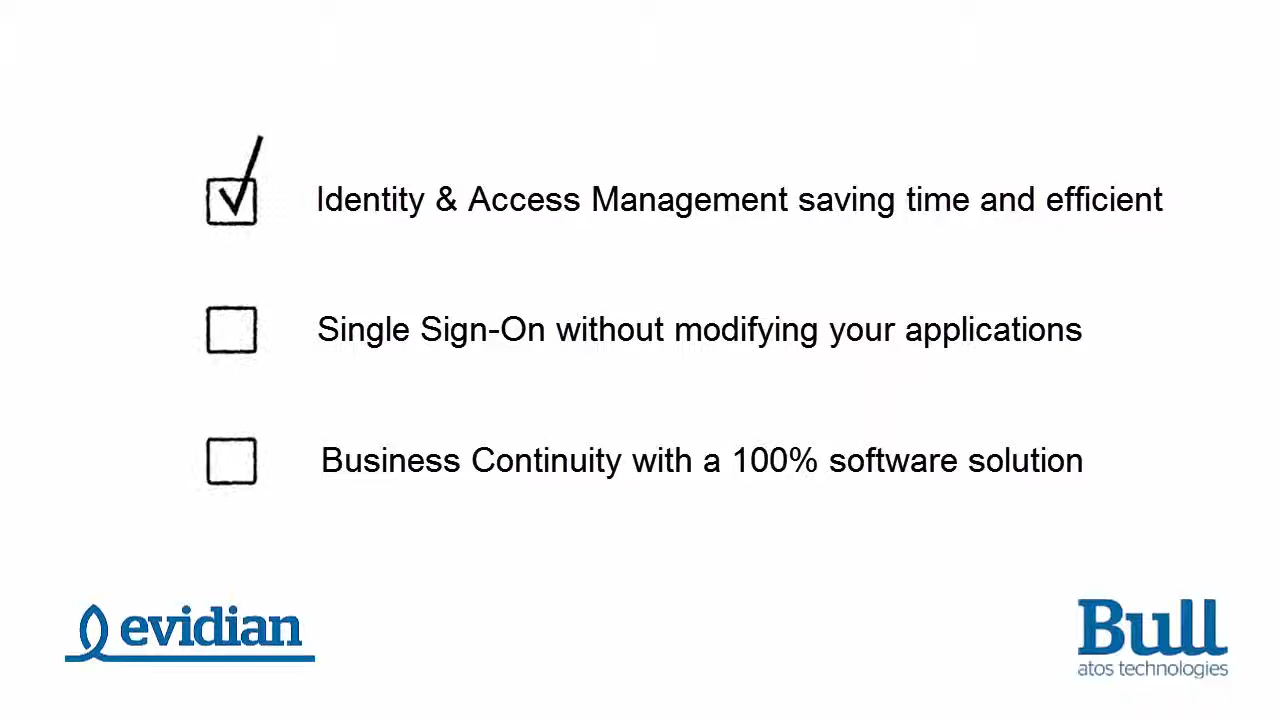 Identity & Access Management saving time and efficient
Single Sign-On without modifying your applications
Business Continuity with a 100% software solution
evidian
Bull
atos technologies